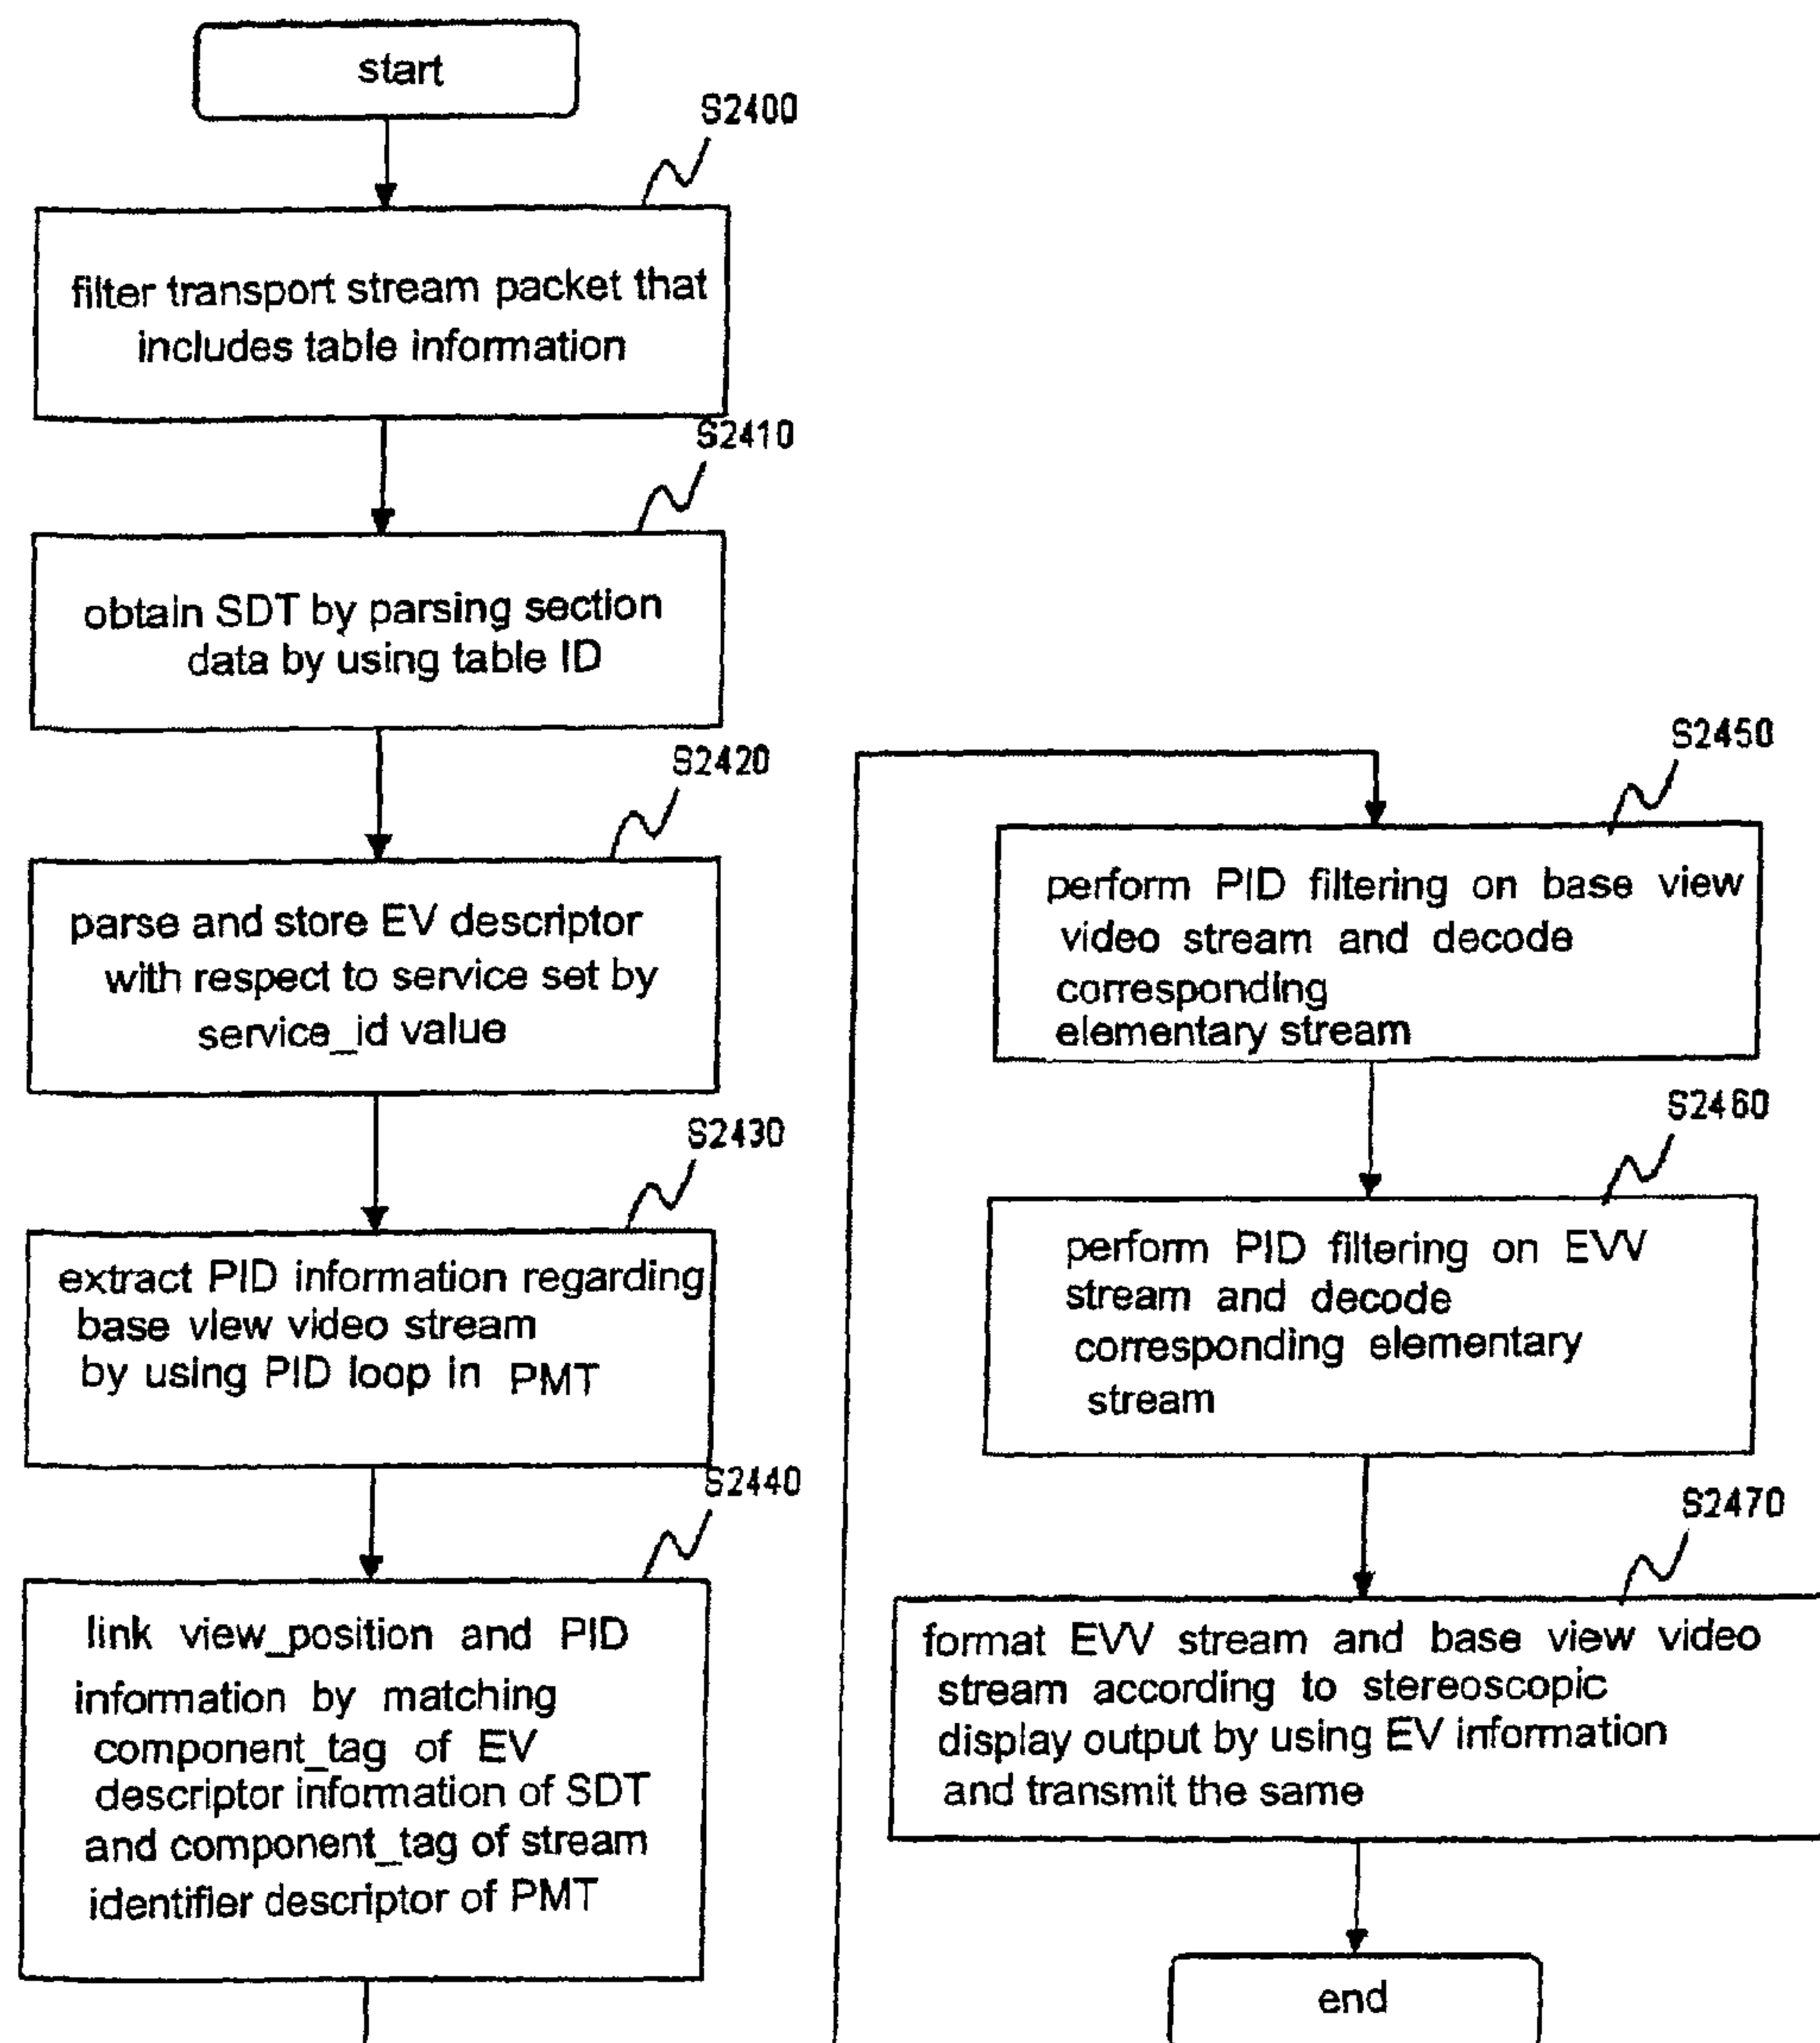 start
S2400
filter transport stream packet that
includes table information
S2410
obtain SDT by parsing section
data by using table ID
S2420
parse and store EV descriptor
with respect to service set by
service_id value
S2430
extract PID information regarding
base view video stream
by using PID loop in PMT
S2440
link view_position and PID
information by matching
component_tag of EV
descriptor information of SDT
and component_tag of stream
identifier descriptor of PMT
S2450
perform PID filtering on base view
video stream and decode
corresponding
elementary stream
S2460
perform PID filtering on EVV
stream and decode
corresponding elementary
stream
S2470
format EVV stream and base view video
stream according to stereoscopic
display output by using EV information
and transmit the same
end